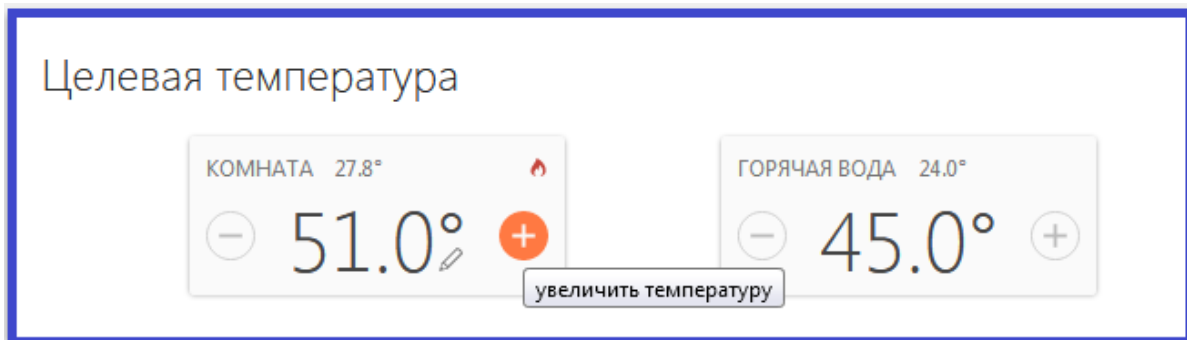 Целевая температура
КОМНАТА 27.8°
51.0°
ГОРЯЧАЯ ВОДА 24.0°
45.0°
увеличить температуру